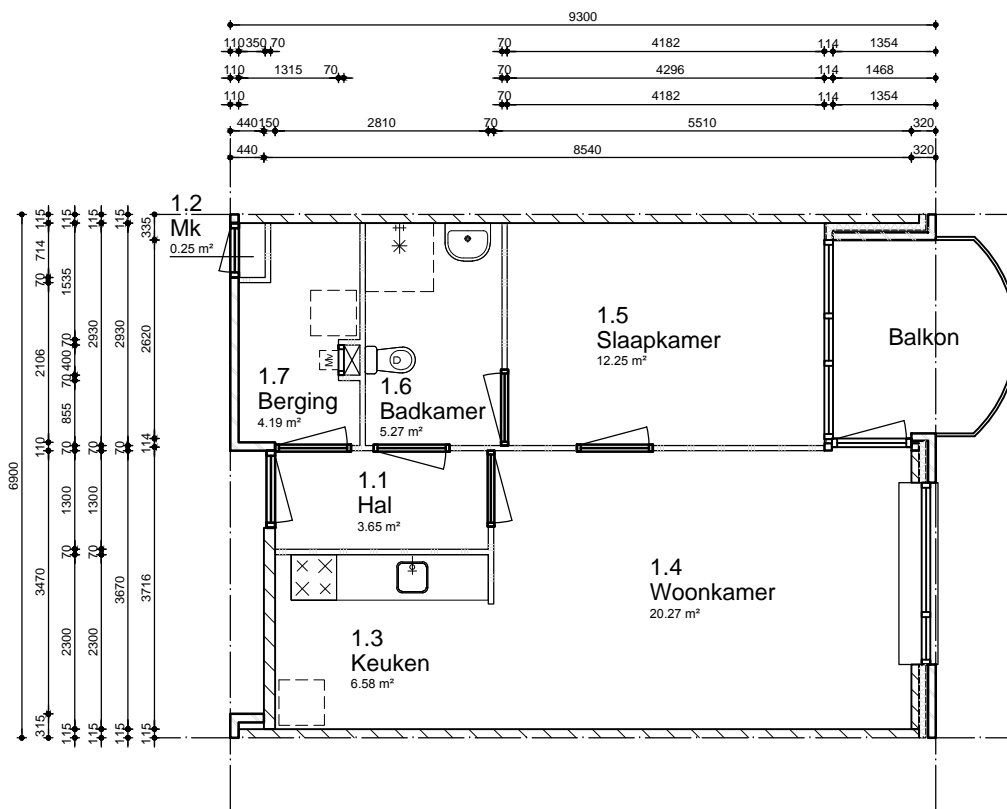 9300
110 350 70 70 4182 114 1354
110 1315 70 70 4296 114 1468
110 70 4182 114 1354
440 150 2810 70 5510 320
440 8540 320
6900
115 714 70 2106 110 3470 315
115 1535 70 400 70 855 70 1300 70 2300 115
115 2930 70 1300 70 2300 115
115 2930 70 3670 115
335 2620 114 3716 115
1.2
Mk
0.25 m²
1.5
Slaapkamer
12.25 m²
Balkon
Mv
1.7
Berging
4.19 m²
1.6
Badkamer
5.27 m²
1.1
Hal
3.65 m²
1.4
Woonkamer
20.27 m²
1.3
Keuken
6.58 m²